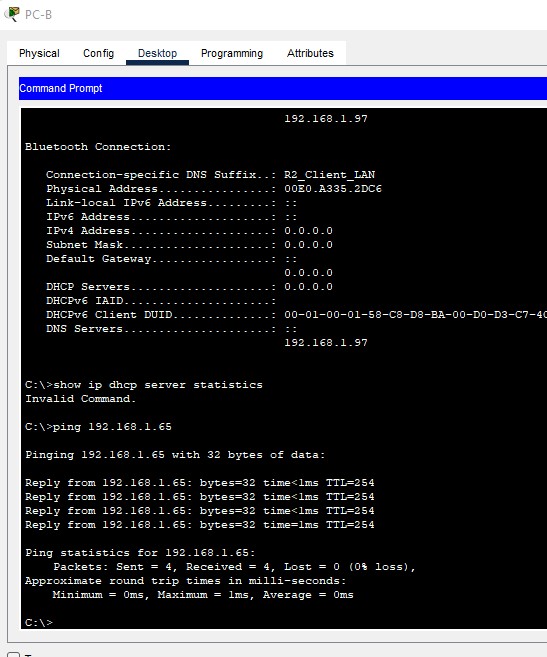 PC-B
Physical Config Desktop Programming Attributes
Command Prompt
192.168.1.97
Bluetooth Connection:
Connection-specific DNS Suffix..: R2_Client_LAN
Physical Address................: 00E0.A335.2DC6
Link-local IPv6 Address.........: ::
IPv6 Address....................: ::
IPv4 Address....................: 0.0.0.0
Subnet Mask.....................: 0.0.0.0
Default Gateway.................: ::
0.0.0.0
DHCP Servers....................: 0.0.0.0
DHCPv6 IAID.....................:
DHCPv6 Client DUID..............: 00-01-00-01-58-C8-D8-BA-00-D0-D3-C7-4C
DNS Servers.....................: ::
192.168.1.97
C:\>show ip dhcp server statistics
Invalid Command.
C:\>ping 192.168.1.65
Pinging 192.168.1.65 with 32 bytes of data:
Reply from 192.168.1.65: bytes=32 time<1ms TTL=254
Reply from 192.168.1.65: bytes=32 time<1ms TTL=254
Reply from 192.168.1.65: bytes=32 time<1ms TTL=254
Reply from 192.168.1.65: bytes=32 time=1ms TTL=254
Ping statistics for 192.168.1.65:
Packets: Sent = 4, Received = 4, Lost = 0 (0% loss),
Approximate round trip times in milli-seconds:
Minimum = 0ms, Maximum = 1ms, Average = 0ms
C:\>